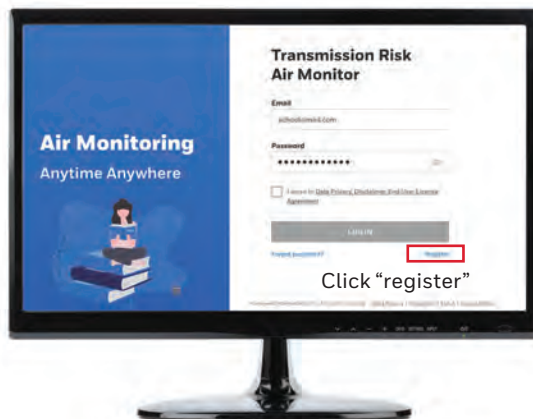 Transmission Risk
Air Monitor
Email
Air Monitoring
Password
Anytime Anywhere
I agree to Data Privacy, Disclaimer And User License
Agreement
LOG IN
Forgot password?
Register
Click “register”